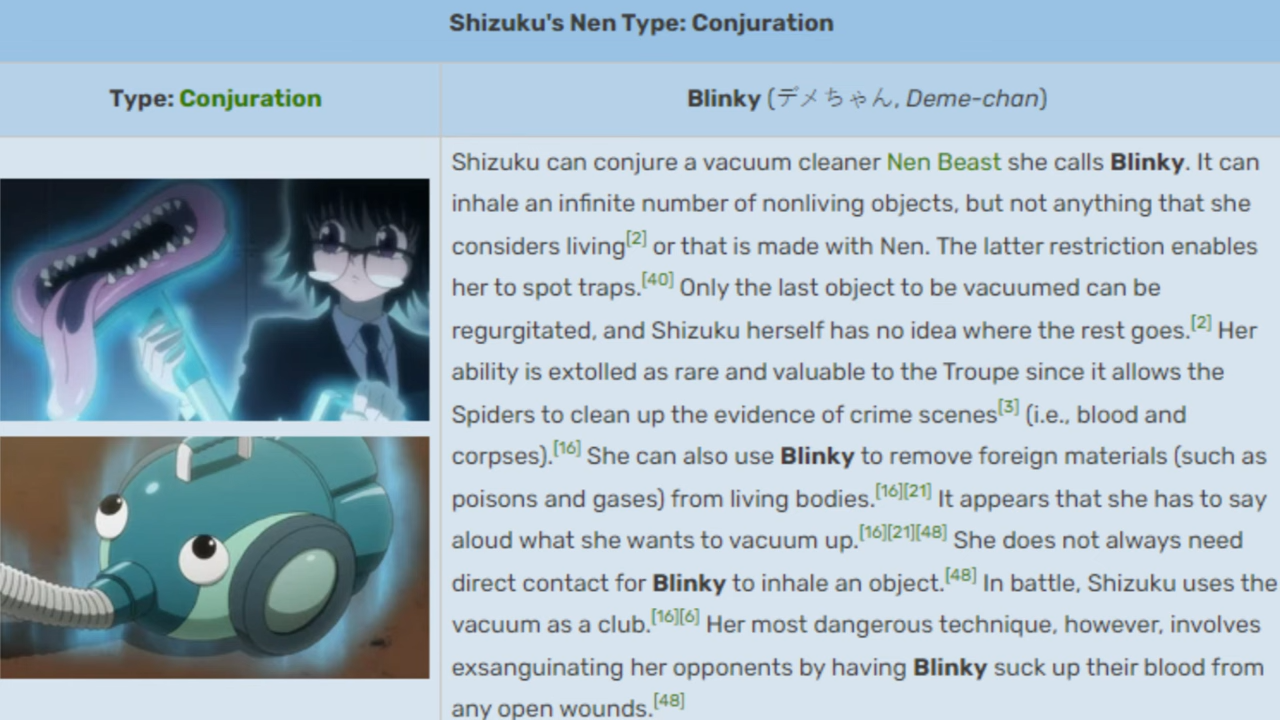 Shizuku's Nen Type: Conjuration
Type: Conjuration
Blinky (デメちゃん, Deme-chan)
Shizuku can conjure a vacuum cleaner Nen Beast she calls Blinky. It can
inhale an infinite number of nonliving objects, but not anything that she
considers living[2] or that is made with Nen. The latter restriction enables
her to spot traps.[40] Only the last object to be vacuumed can be
regurgitated, and Shizuku herself has no idea where the rest goes.[2] Her
ability is extolled as rare and valuable to the Troupe since it allows the
Spiders to clean up the evidence of crime scenes[3] (i.e., blood and
corpses).[16] She can also use Blinky to remove foreign materials (such as
poisons and gases) from living bodies.[16][21] It appears that she has to say
aloud what she wants to vacuum up.[16][21][48] She does not always need
direct contact for Blinky to inhale an object.[48] In battle, Shizuku uses the
vacuum as a club.[16][6] Her most dangerous technique, however, involves
exsanguinating her opponents by having Blinky suck up their blood from
any open wounds.[48]